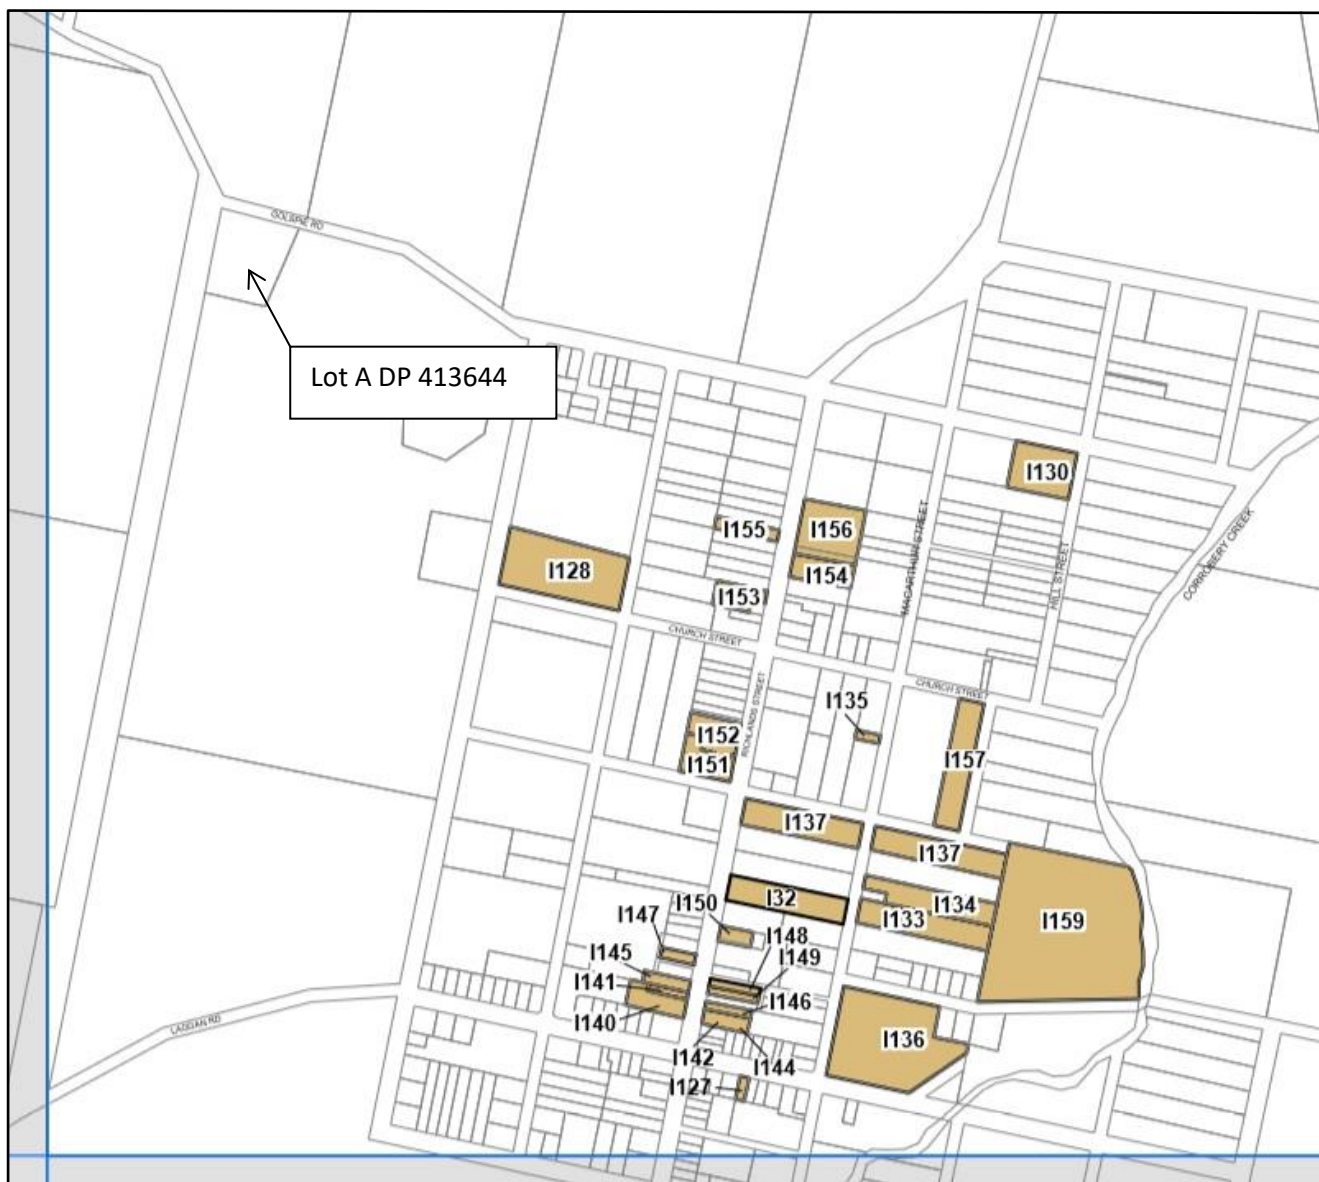 GOLSPIE RD
Lot A DP 413644
I130
I155
I156
MACARTHUR STREET
I128
I154
HILL STREET
CORROBERY CREEK
I153
CHURCH STREET
CHURCH STREET
I135
RICHLANDS STREET
I152
I157
I151
I137
I137
I32
I134
I150
I133
I159
I147
I148
I145
I149
I141
I146
I140
LAGGAN RD
I136
I142
I144
I127